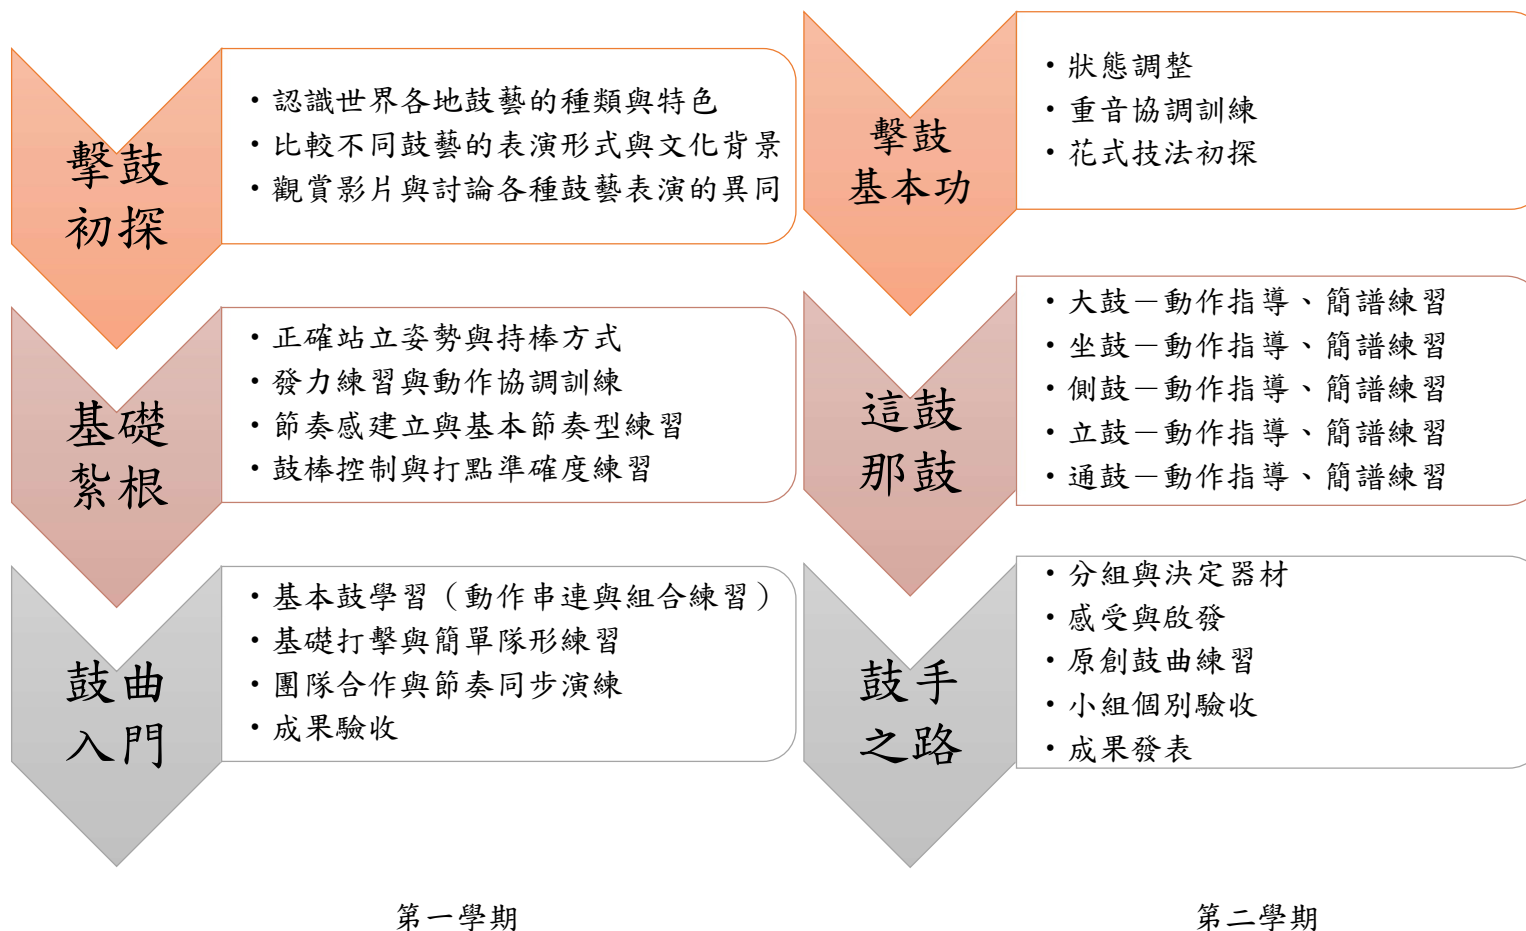 擊鼓
初探
・認識世界各地鼓藝的種類與特色
・比較不同鼓藝的表演形式與文化背景
・觀賞影片與討論各種鼓藝表演的異同
基礎
紮根
・正確站立姿勢與持棒方式
・發力練習與動作協調訓練
・節奏感建立與基本節奏型練習
・鼓棒控制與打點準確度練習
鼓曲
入門
・基本鼓學習（動作串連與組合練習）
・基礎打擊與簡單隊形練習
・團隊合作與節奏同步演練
・成果驗收
第一學期
擊鼓
基本功
・狀態調整
・重音協調訓練
・花式技法初探
這鼓
那鼓
・大鼓－動作指導、簡譜練習
・坐鼓－動作指導、簡譜練習
・側鼓－動作指導、簡譜練習
・立鼓－動作指導、簡譜練習
・通鼓－動作指導、簡譜練習
鼓手
之路
・分組與決定器材
・感受與啟發
・原創鼓曲練習
・小組個別驗收
・成果發表
第二學期